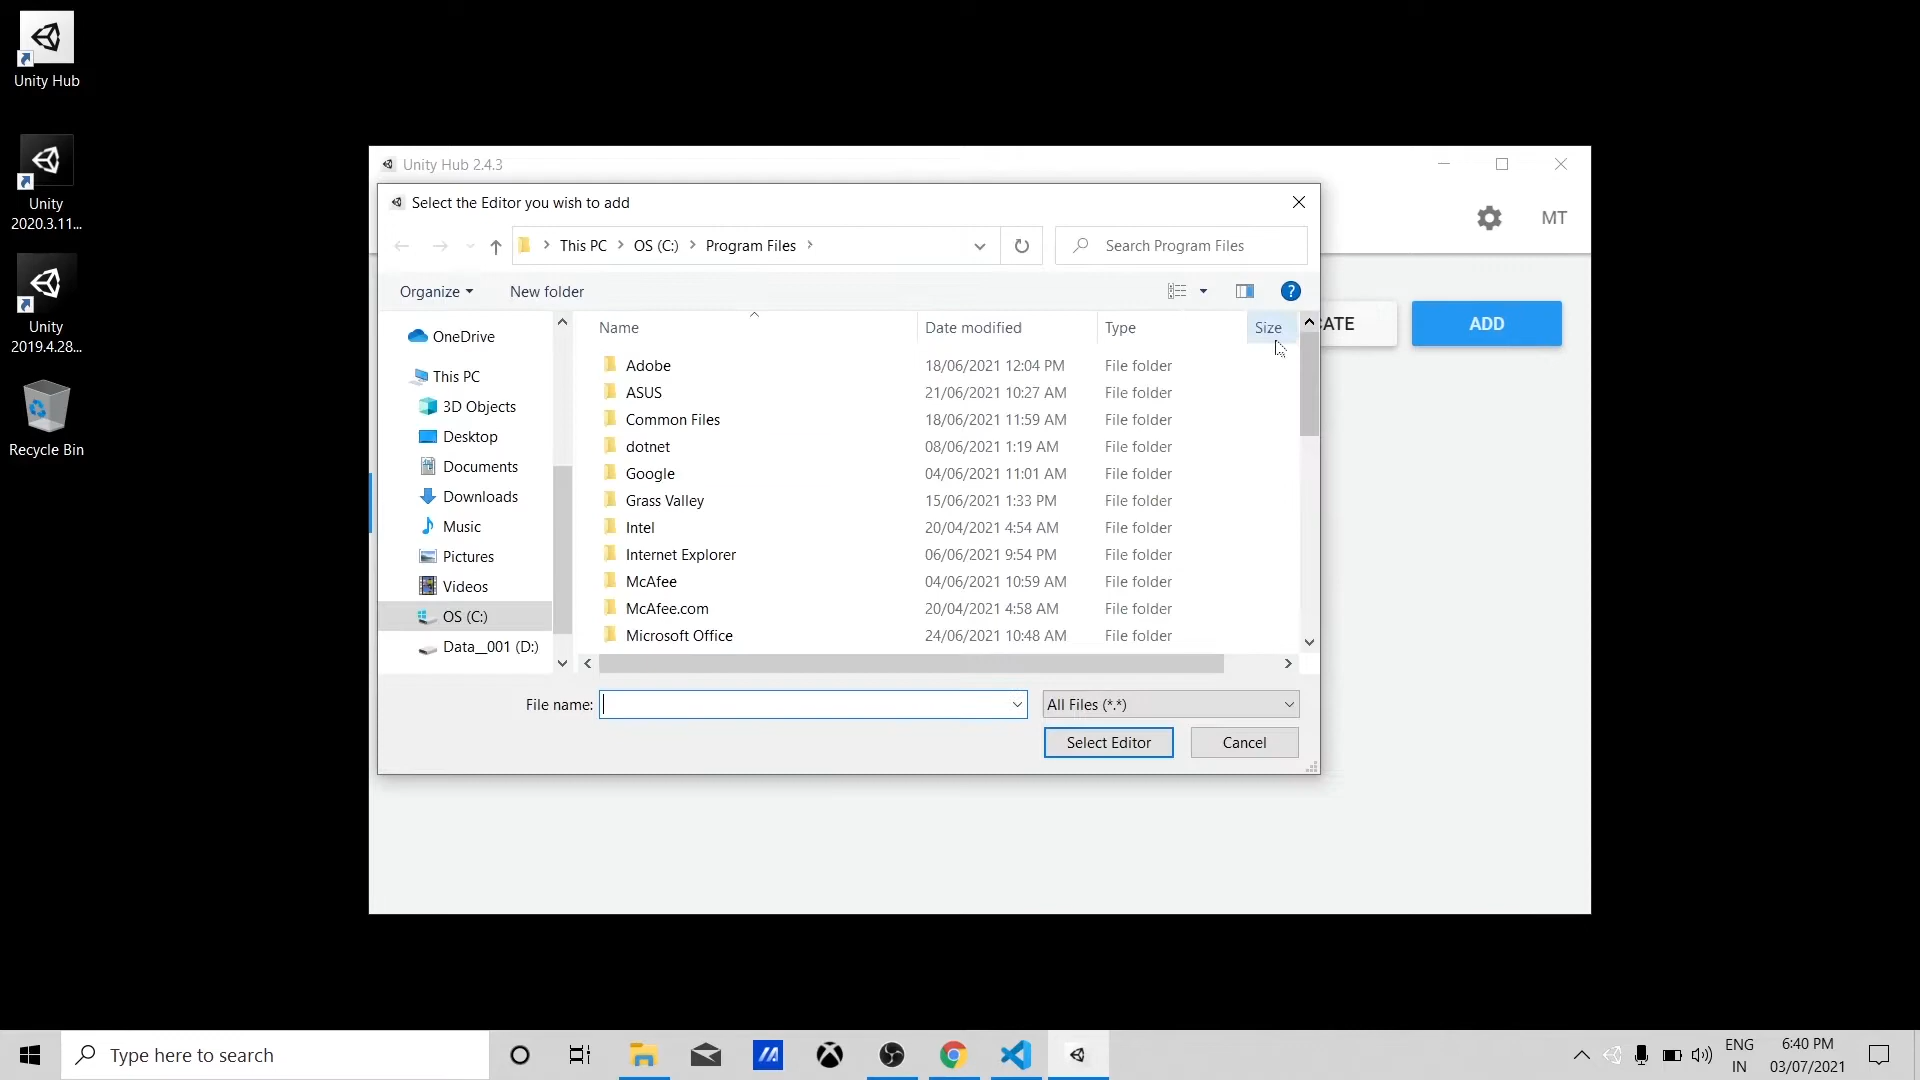 Unity Hub
Unity
2020.3.11...
Unity
2019.4.28...
Recycle Bin
Unity Hub 2.4.3
MT
CATE
ADD
Select the Editor you wish to add
This PC > OS (C:) > Program Files >
Search Program Files
Organize
New folder
?
OneDrive
This PC
3D Objects
Desktop
Documents
Downloads
Music
Pictures
Videos
OS (C:)
Data__001 (D:)
Name Date modified Type Size
Adobe 18/06/2021 12:04 PM File folder
ASUS 21/06/2021 10:27 AM File folder
Common Files 18/06/2021 11:59 AM File folder
dotnet 08/06/2021 1:19 AM File folder
Google 04/06/2021 11:01 AM File folder
Grass Valley 15/06/2021 1:33 PM File folder
Intel 20/04/2021 4:54 AM File folder
Internet Explorer 06/06/2021 9:54 PM File folder
McAfee 04/06/2021 10:59 AM File folder
McAfee.com 20/04/2021 4:58 AM File folder
Microsoft Office 24/06/2021 10:48 AM File folder
File name:
All Files (*.*)
Select Editor
Cancel
Type here to search
ENG
IN
6:40 PM
03/07/2021